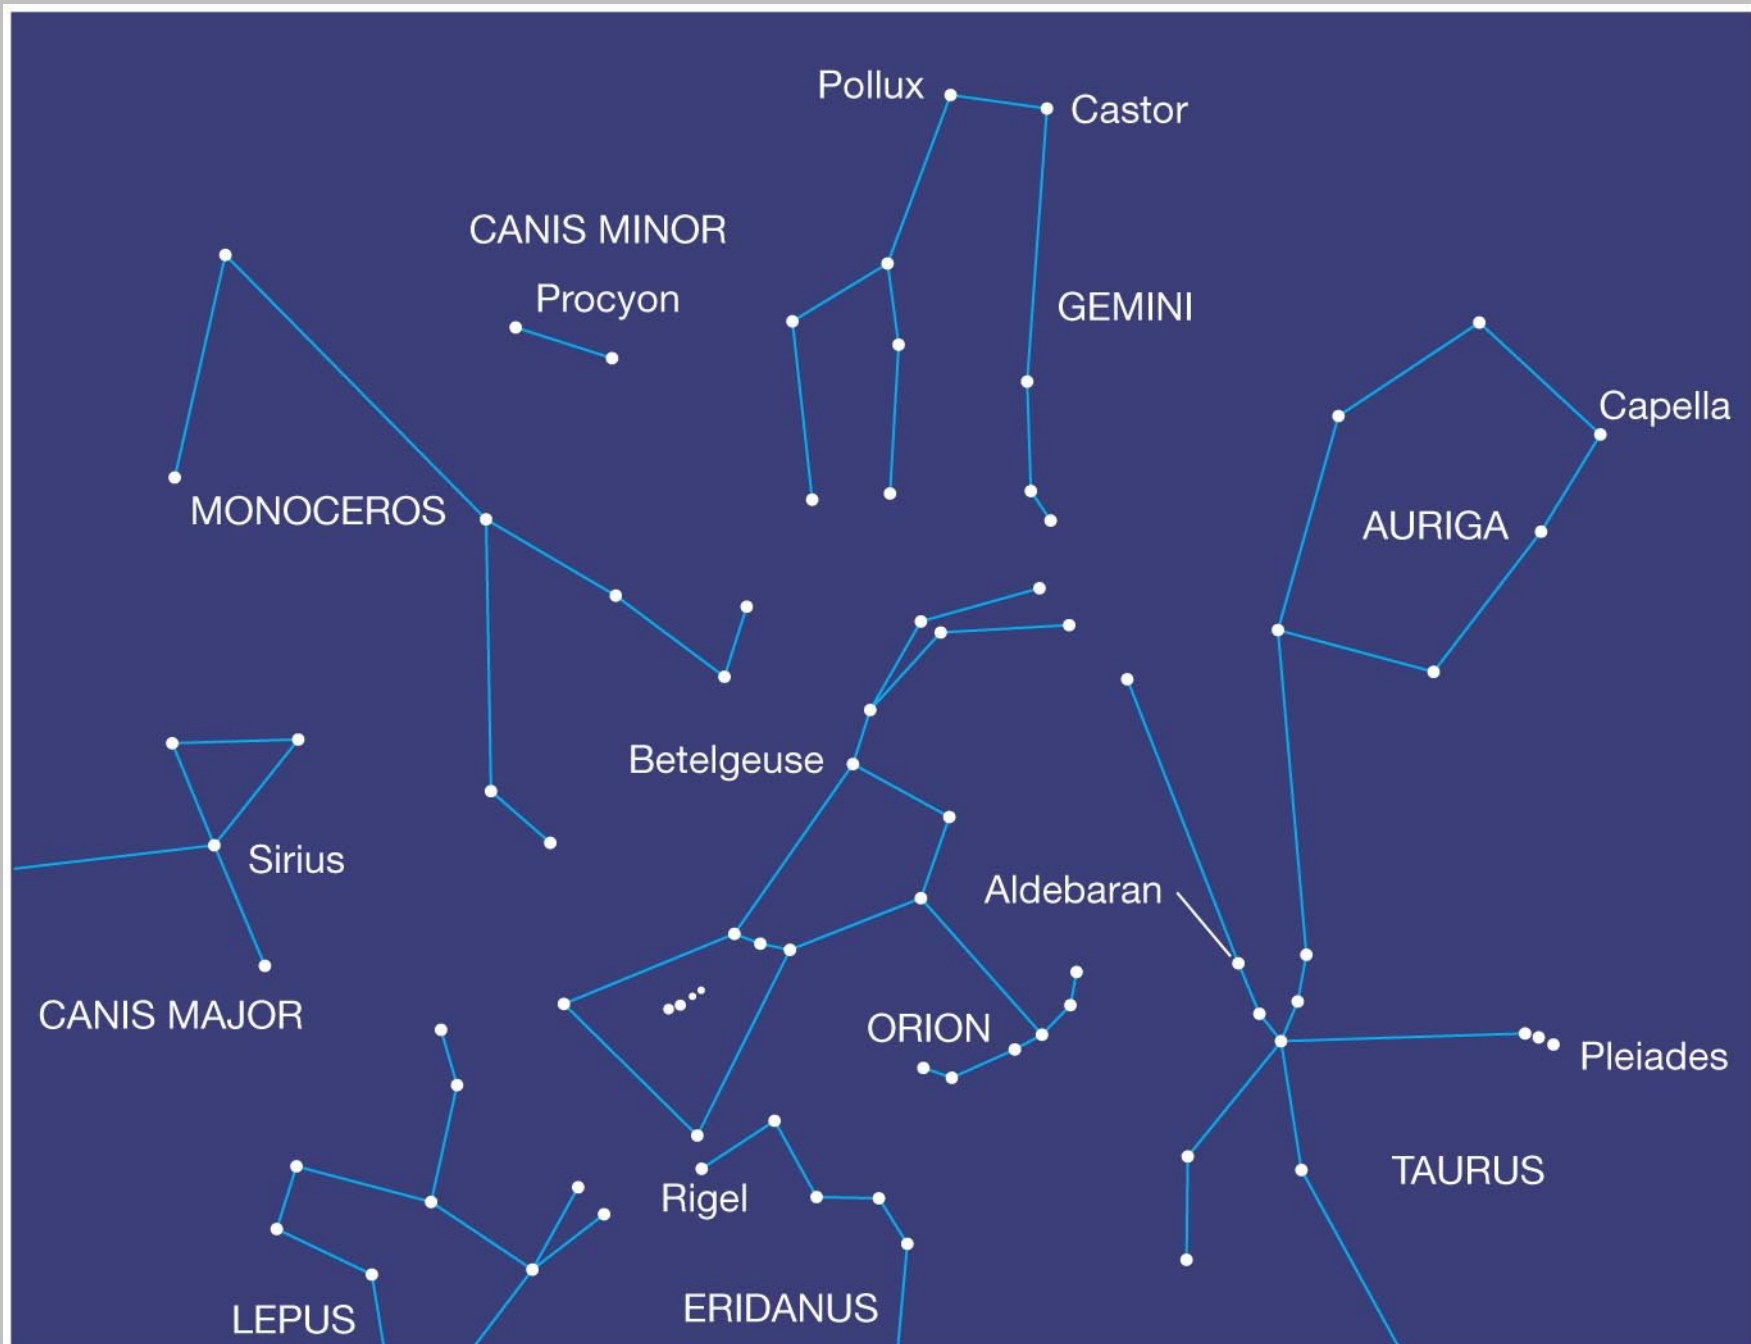 Pollux
Castor
CANIS MINOR
Procyon
GEMINI
Capella
MONOCEROS
AURIGA
Betelgeuse
Sirius
Aldebaran
CANIS MAJOR
ORION
Pleiades
TAURUS
Rigel
ERIDANUS
LEPUS